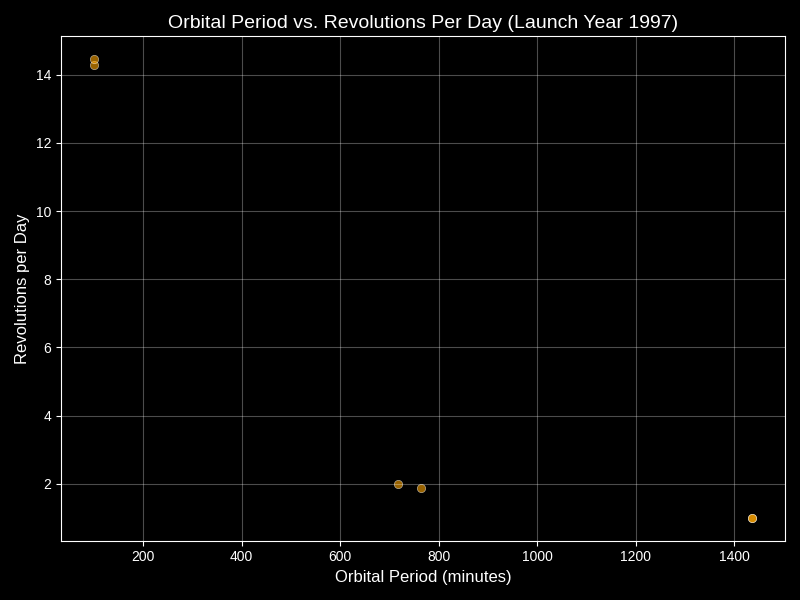 Orbital Period vs. Revolutions Per Day (Launch Year 1997)
14
12
10
8
6
4
2
Revolutions per Day
200 400 600 800 1000 1200 1400
Orbital Period (minutes)